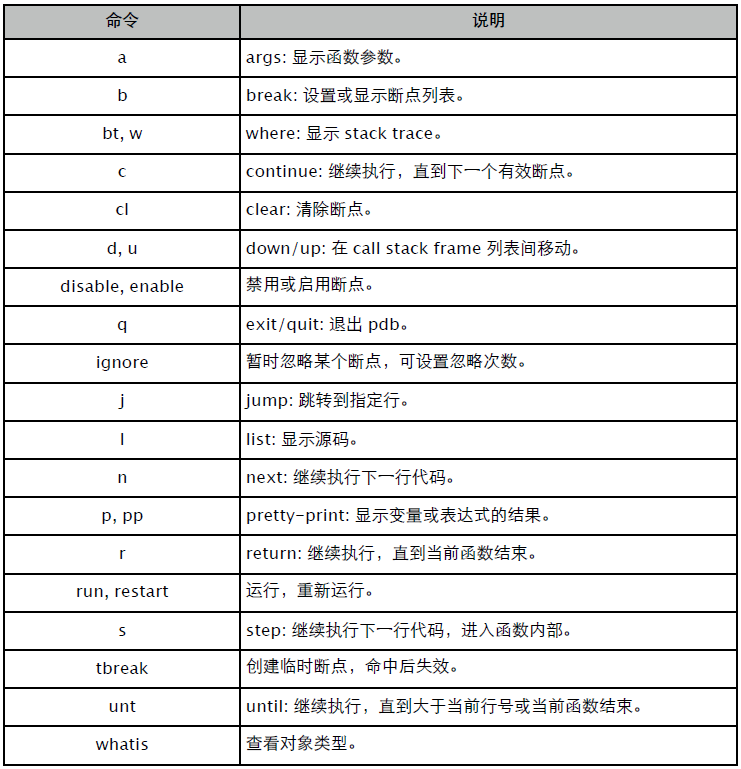 命令 说明
a args: 显示函数参数。
b break: 设置或显示断点列表。
bt, w where: 显示 stack trace。
c continue: 继续执行，直到下一个有效断点。
cl clear: 清除断点。
d, u down/up: 在 call stack frame 列表间移动。
disable, enable 禁用或启用断点。
q exit/quit: 退出 pdb。
ignore 暂时忽略某个断点，可设置忽略次数。
j jump: 跳转到指定行。
l list: 显示源码。
n next: 继续执行下一行代码。
p, pp pretty-print: 显示变量或表达式的结果。
r return: 继续执行，直到当前函数结束。
run, restart 运行，重新运行。
s step: 继续执行下一行代码，进入函数内部。
tbreak 创建临时断点，命中后失效。
unt until: 继续执行，直到大于当前行号或当前函数结束。
whatis 查看对象类型。